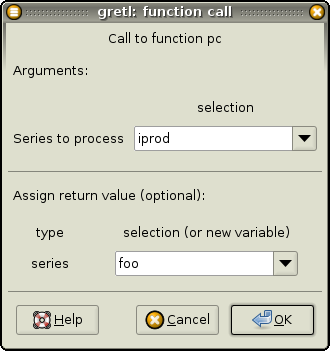 gretl: function call
Call to function pc
Arguments:
selection
Series to process iprod
Assign return value (optional):
type selection (or new variable)
series foo
Help Cancel OK